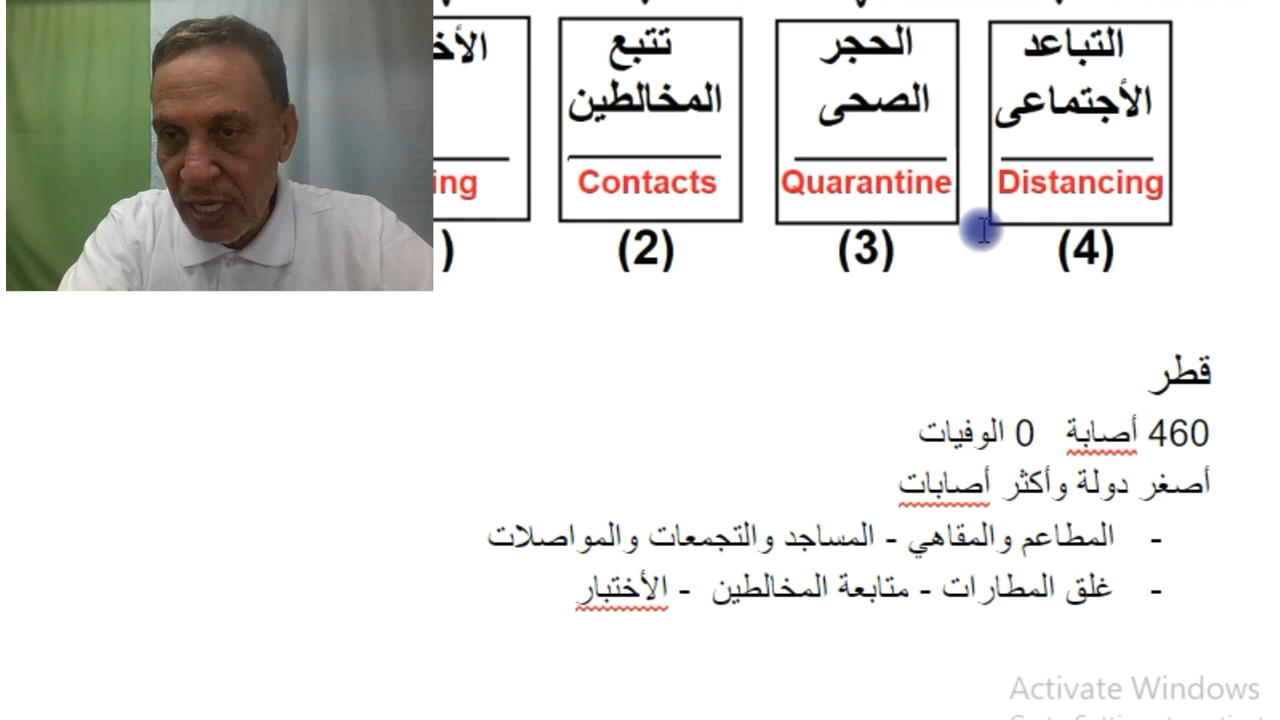 التباعد
الأجتماعى
Distancing
(4)
الحجر
الصحى
Quarantine
(3)
تتبع
المخالطين
Contacts
(2)
قطر
460 أصابة 0 الوفيات
أصغر دولة وأكثر أصابات
- المطاعم والمقاهي - المساجد والتجمعات والمواصلات
- غلق المطارات - متابعة المخالطين - الأختبار
Activate Windows